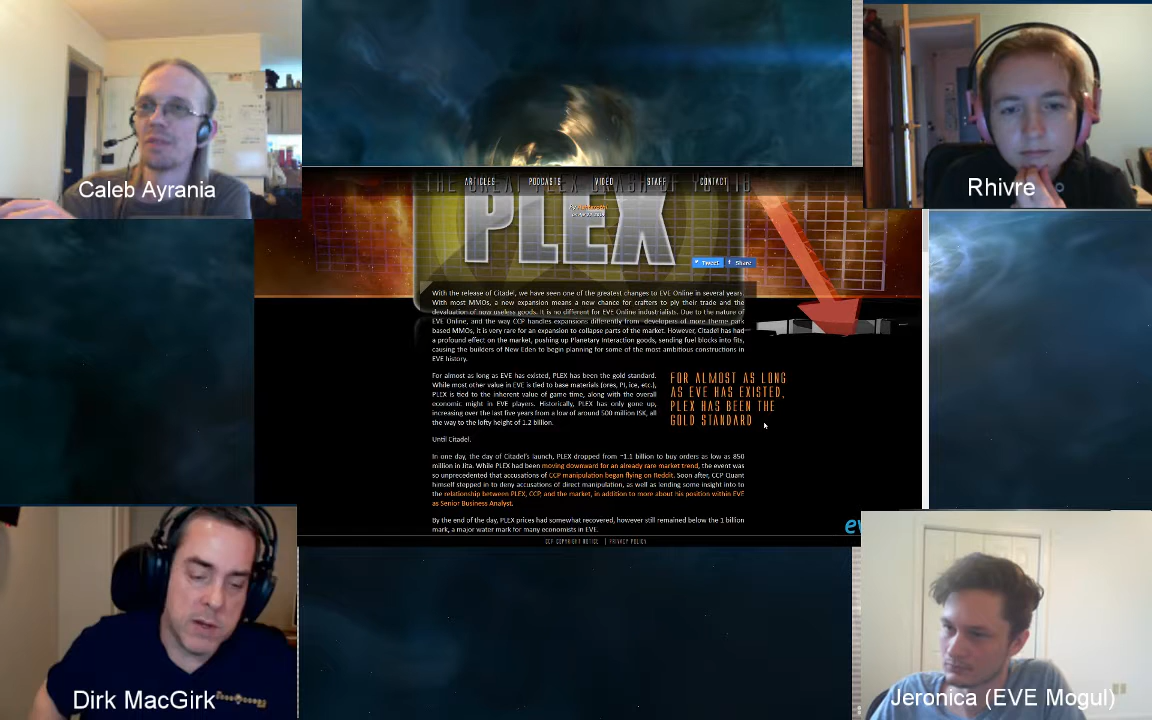 Caleb Ayrania
Rhivre
ARTICLES PODCASTS VIDEO STAFF CONTACT
THE GREAT PLEX CRASH OF YC118
PLEX
By
Tweet Share
With the release of Citadel, we have seen one of the greatest changes to EVE Online in several years.
With most MMOs, a new expansion means a new chance for crafters to ply their trade and the
devaluation of now useless goods. It is no different for EVE Online industrialists. Due to the nature of
EVE Online, and the way CCP handles expansions differently from developers of more theme park
based MMOs, it is very rare for an expansion to collapse parts of the market. However, Citadel has had
a profound effect on the market, pushing up Planetary Interaction goods, sending fuel blocks into fits,
causing the builders of New Eden to begin planning for some of the most ambitious constructions in
EVE history.
For almost as long as EVE has existed, PLEX has been the gold standard.
While most other value in EVE is tied to base materials (ores, PI, ice, etc.),
PLEX is tied to the inherent value of game time, along with the overall
economic might in EVE players. Historically, PLEX has only gone up,
increasing over the last five years from a low of around 500 million ISK, all
the way to the lofty height of 1.2 billion.
FOR ALMOST AS LONG
AS EVE HAS EXISTED,
PLEX HAS BEEN THE
GOLD STANDARD
Until Citadel.
In one day, the day of Citadel's launch, PLEX dropped from ~1.1 billion to buy orders as low as 850
million in Jita. While PLEX had been moving downward for an already rare market trend, the event was
so unprecedented that accusations of CCP manipulation began flying on Reddit. Soon after, CCP Quant
himself stepped in to deny accusations of direct manipulation, as well as lending some insight into to
the relationship between PLEX, CCP, and the market, in addition to more about his position within EVE
as Senior Business Analyst.
By the end of the day, PLEX prices had somewhat recovered, however still remained below the 1 billion
mark, a major water mark for many economists in EVE.
ev
CCP COPYRIGHT NOTICE | PRIVACY POLICY
Dirk MacGirk
Jeronica (EVE Mogul)